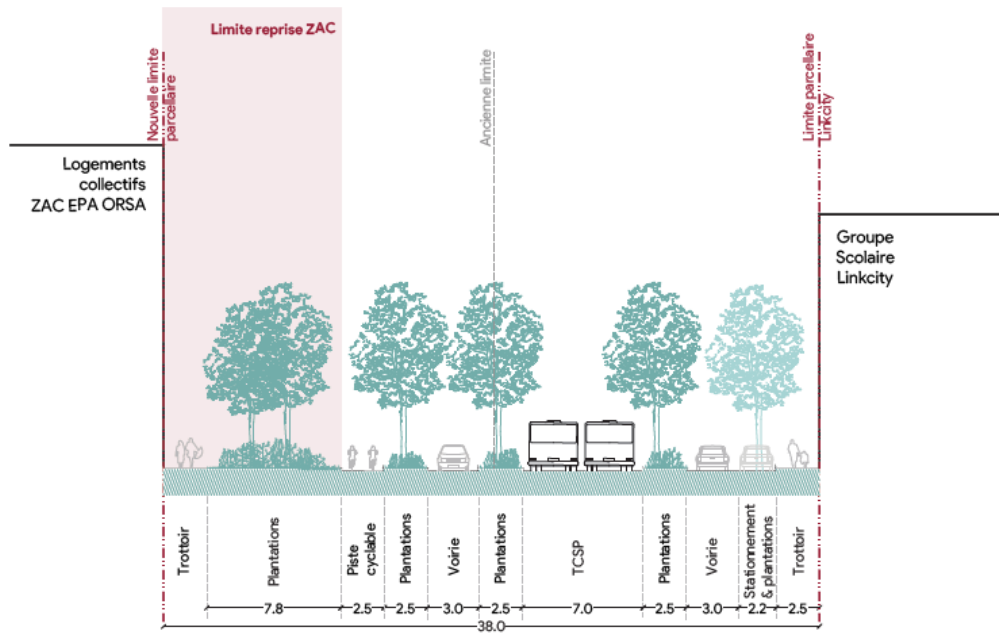 Limite reprise ZAC
Nouvelle limite
parcellaire
Ancienne limite
Limite parcellaire
Linkcity
Logements
collectifs
ZAC EPA ORSA
Groupe
Scolaire
Linkcity
Trottoir
Plantations
Piste
cyclable
Plantations
Voirie
Plantations
TCSP
Plantations
Voirie
Stationnement
& plantations
Trottoir
7.8
2.5
2.5
3.0
2.5
7.0
2.5
3.0
2.2
2.5
38.0